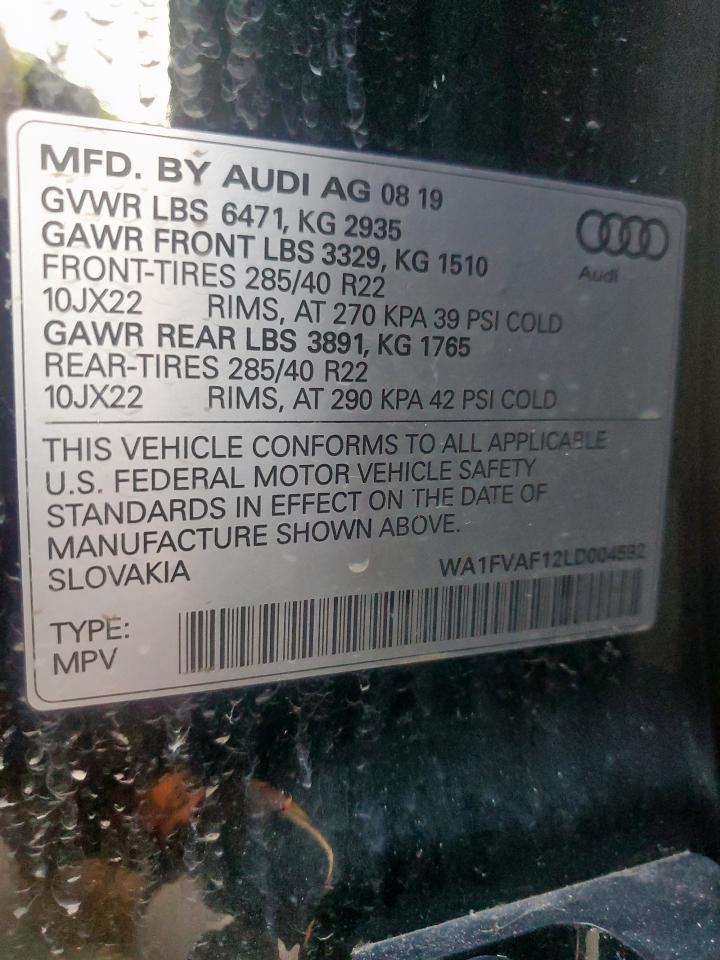 MFD. BY AUDI AG 08 19
GVWR LBS 6471, KG 2935
GAWR FRONT LBS 3329, KG 1510
FRONT-TIRES 285/40 R22
10JX22 RIMS, AT 270 KPA 39 PSI COLD
GAWR REAR LBS 3891, KG 1765
REAR-TIRES 285/40 R22
10JX22 RIMS, AT 290 KPA 42 PSI COLD
Audi
THIS VEHICLE CONFORMS TO ALL APPLICABLE
U.S. FEDERAL MOTOR VEHICLE SAFETY
STANDARDS IN EFFECT ON THE DATE OF
MANUFACTURE SHOWN ABOVE.
SLOVAKIA WA1FVAF12LD004592
TYPE:
MPV